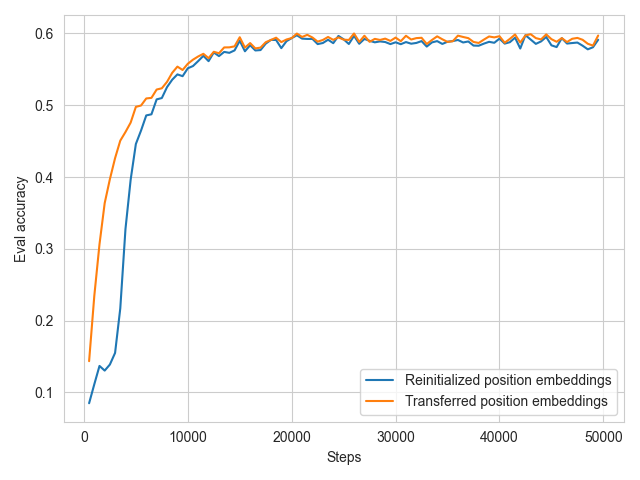 0.6
0.5
0.4
0.3
0.2
0.1
Eval accuracy
Reinitialized position embeddings
Transferred position embeddings
0 10000 20000 30000 40000 50000
Steps